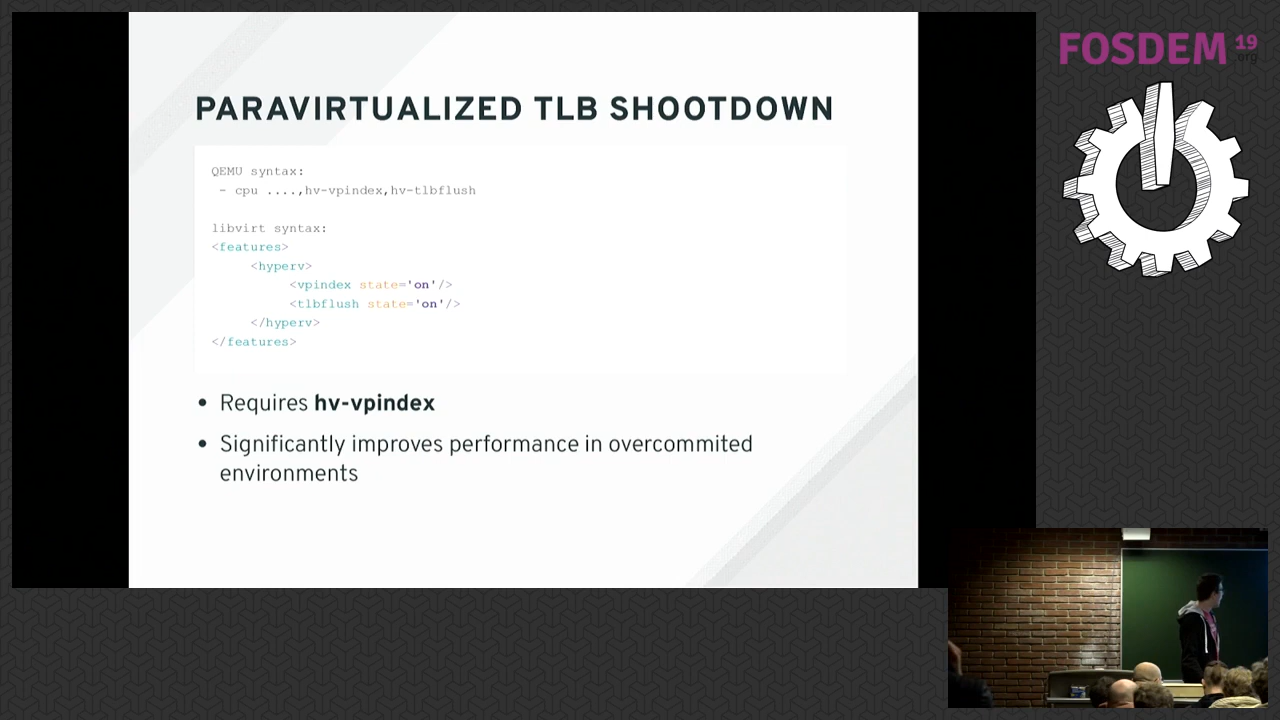 FOSDEM 19
.org
PARAVIRTUALIZED TLB SHOOTDOWN
QEMU syntax:
- cpu ....,hv-vpindex,hv-tlbflush
libvirt syntax:
<features>
<hyperv>
<vpindex state='on'/>
<tlbflush state='on'/>
</hyperv>
</features>
• Requires hv-vpindex
• Significantly improves performance in overcommited
environments